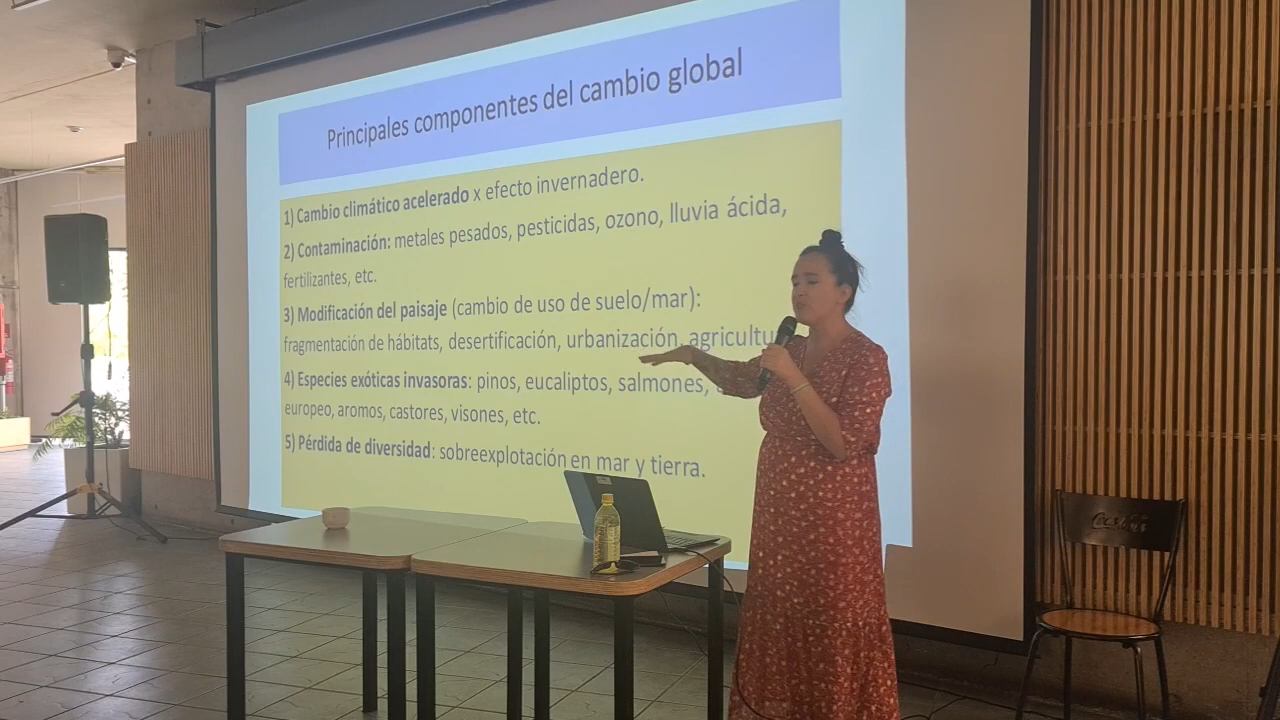 Principales componentes del cambio global
1) Cambio climático acelerado x efecto invernadero.
2) Contaminación: metales pesados, pesticidas, ozono, lluvia ácida,
fertilizantes, etc.
3) Modificación del paisaje (cambio de uso de suelo/mar):
fragmentación de hábitats, desertificación, urbanización,
4) Especies exóticas invasoras: pinos, eucaliptos, salmones,
europeo, aromos, castores, visones, etc.
5) Pérdida de diversidad: sobreexplotación en mar y tierra.